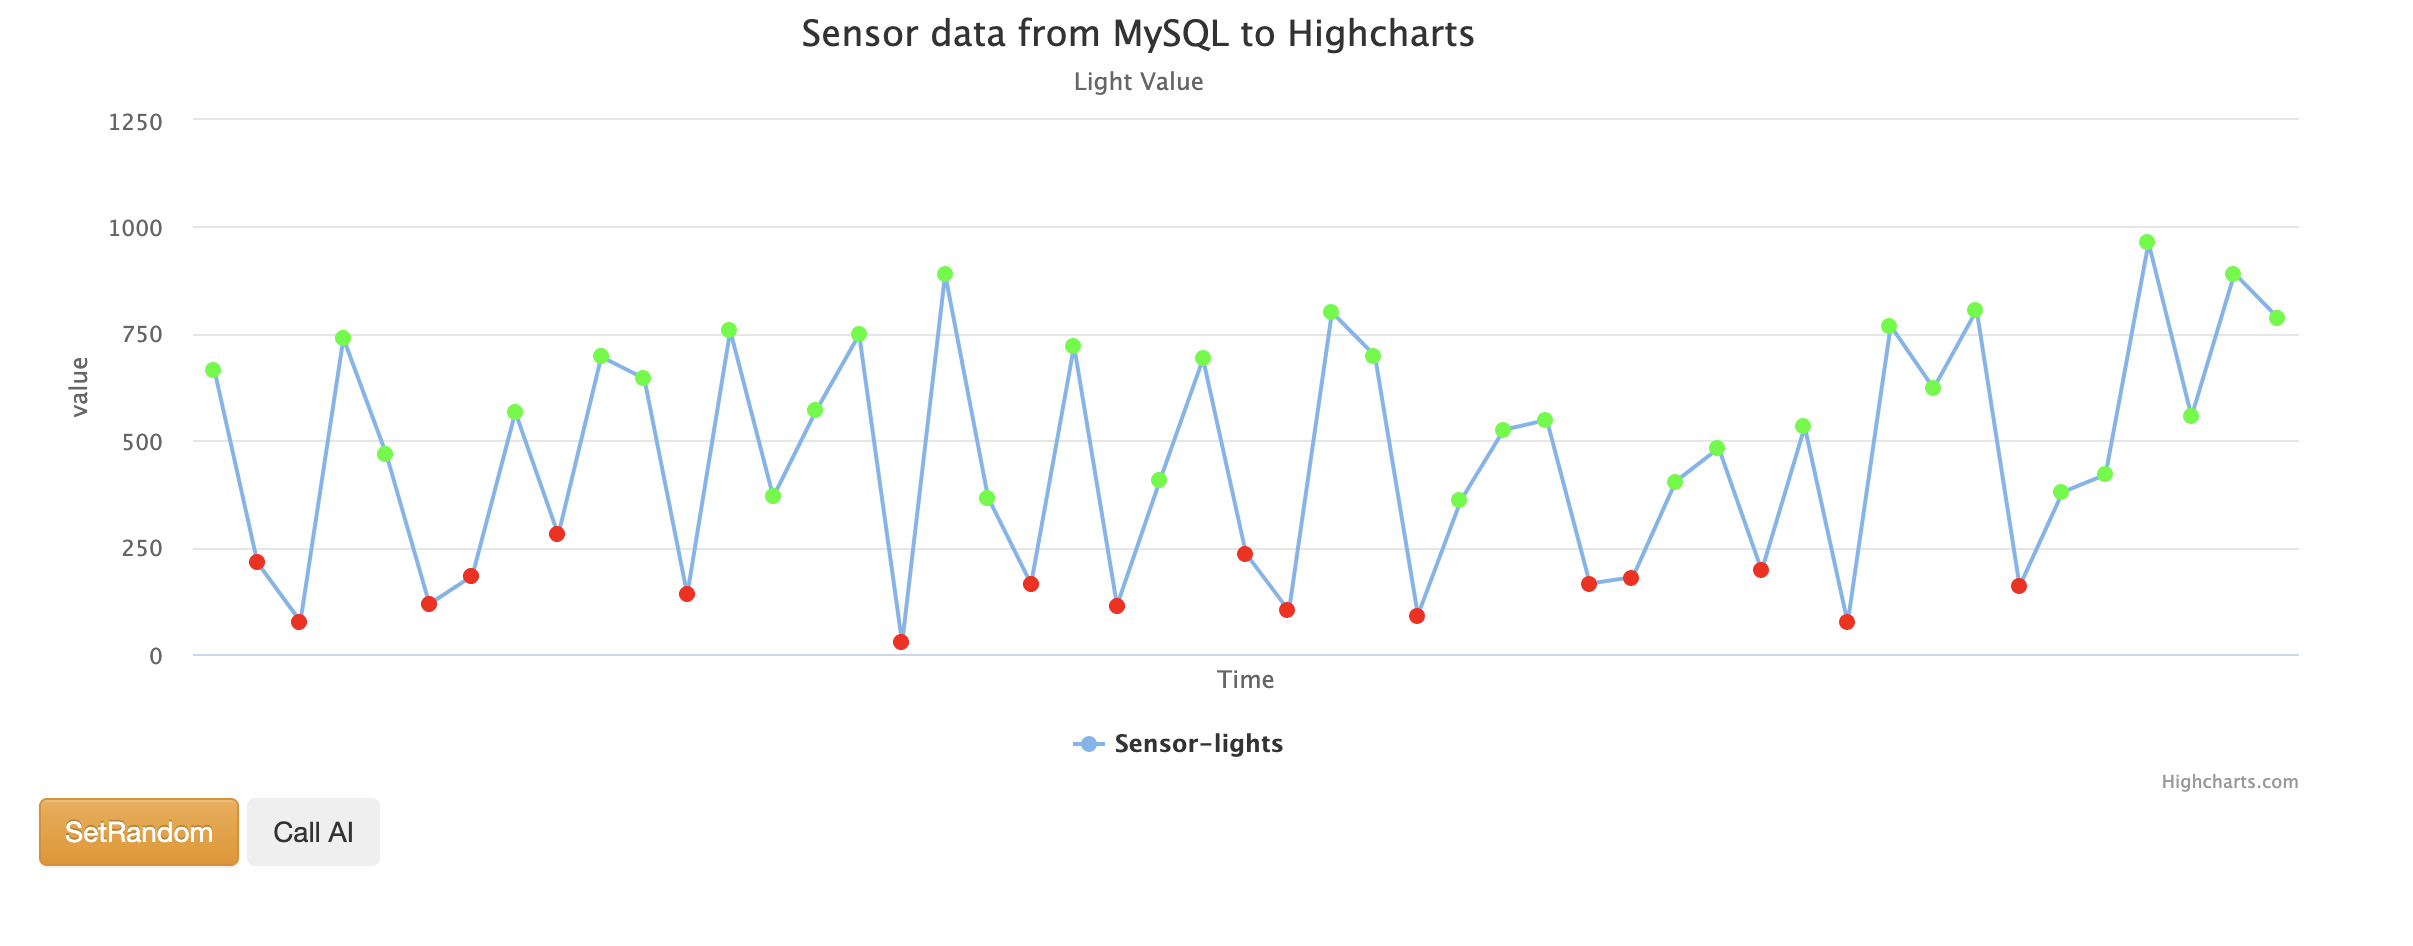 Sensor data from MySQL to Highcharts
Light Value
1250
1000
750
500
250
0
value
Time
Sensor-lights
Highcharts.com
SetRandom
Call AI